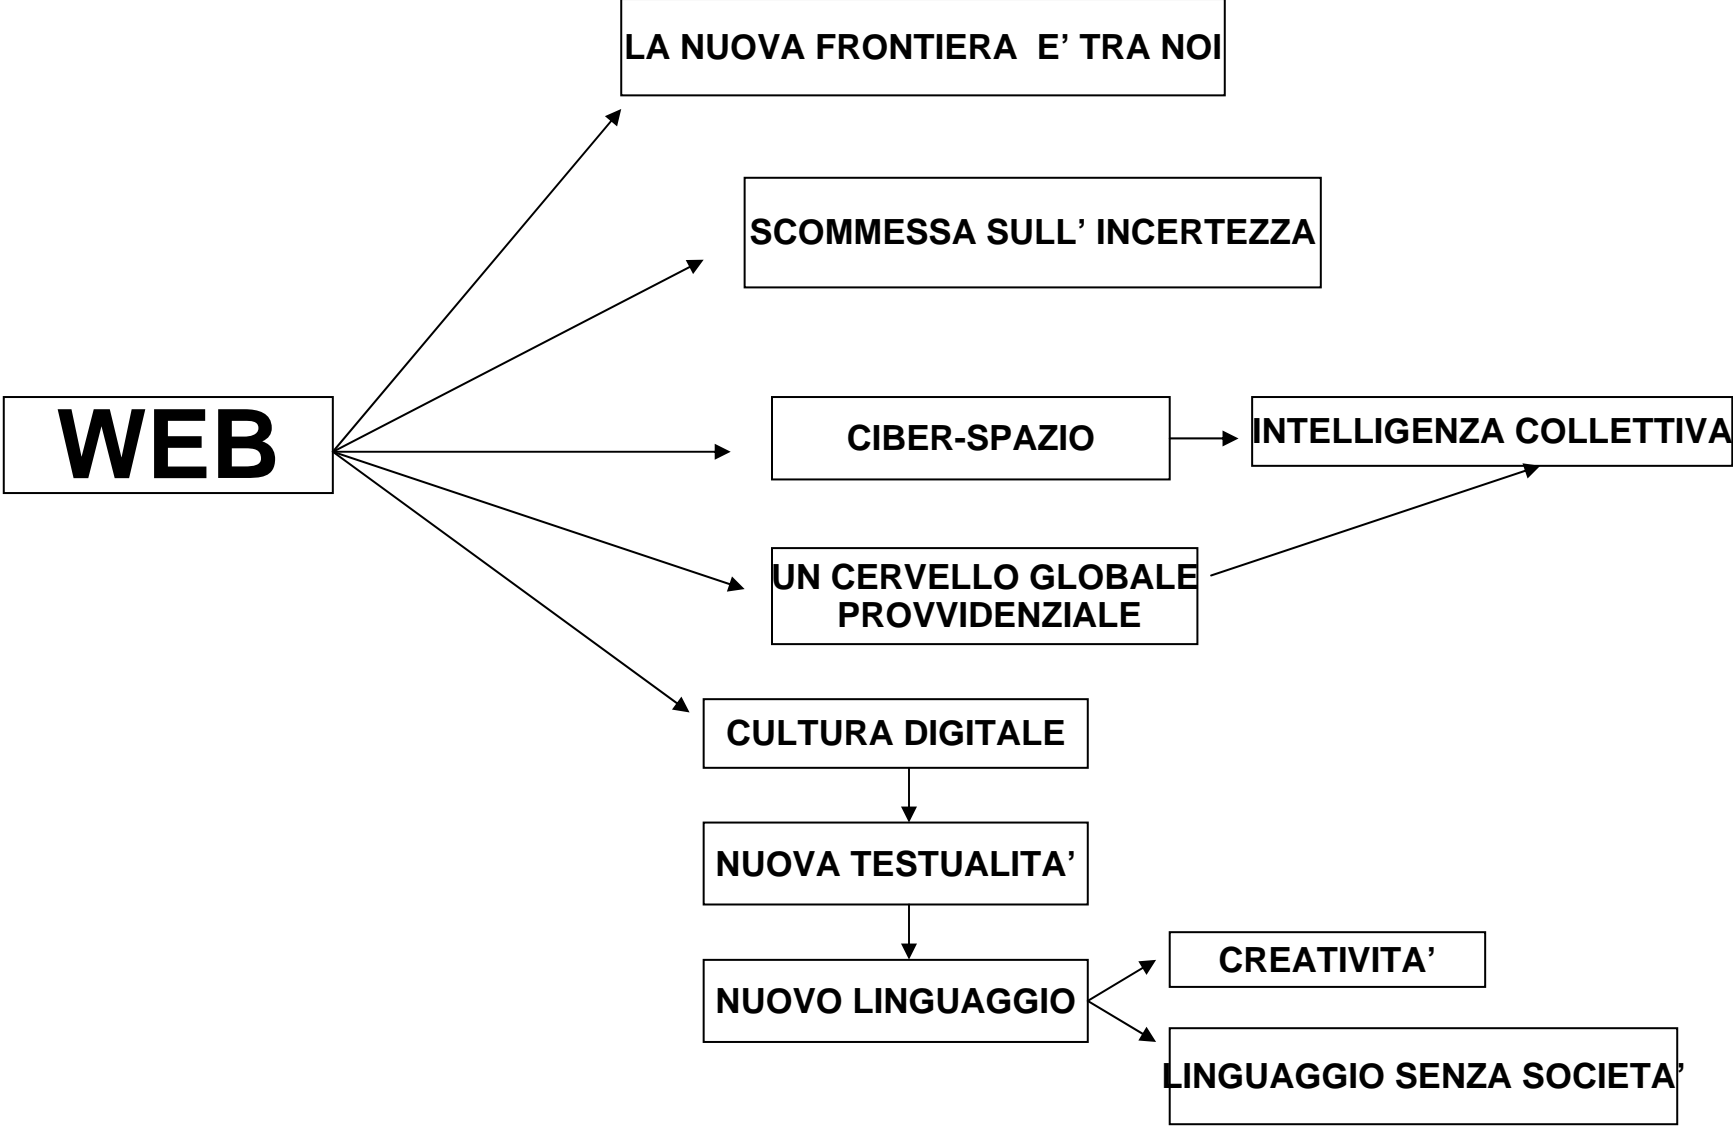 LA NUOVA FRONTIERA  E’ TRA NOI
SCOMMESSA SULL’ INCERTEZZA
WEB
CIBER-SPAZIO
INTELLIGENZA COLLETTIVA
UN CERVELLO GLOBALE
PROVVIDENZIALE
CULTURA DIGITALE
NUOVA TESTUALITA’
NUOVO LINGUAGGIO
CREATIVITA’
LINGUAGGIO SENZA SOCIETA’